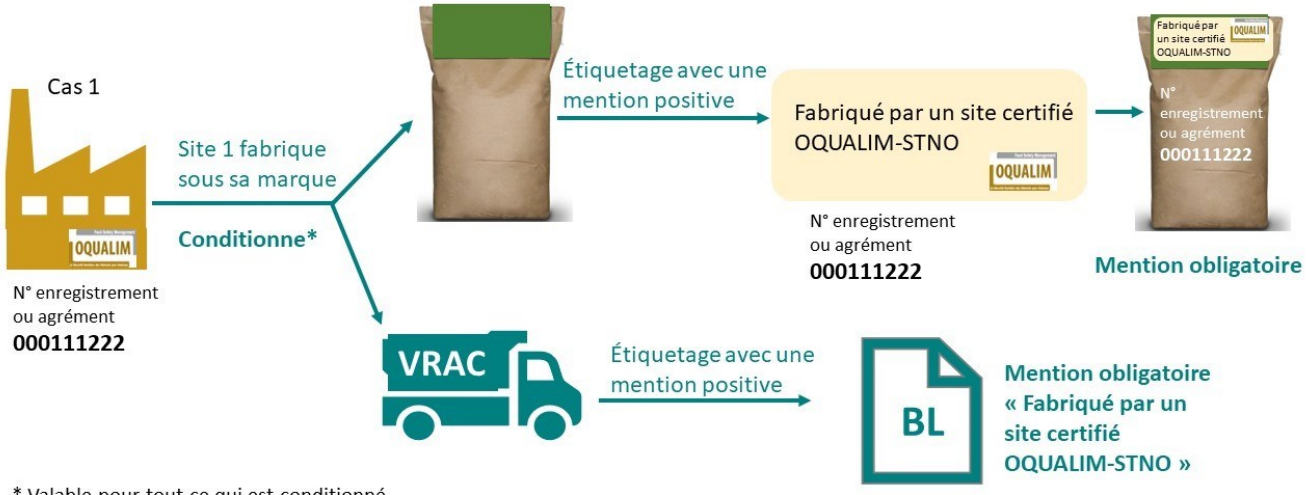 Cas 1
OQUALIM
N° enregistrement
ou agrément
000111222
Site 1 fabrique
sous sa marque
Conditionne*
Étiquetage avec une
mention positive
Fabriqué par un site certifié
OQUALIM-STNO
OQUALIM
N° enregistrement
ou agrément
000111222
Fabriqué par
un site certifié
OQUALIM-STNO
OQUALIM
N°
enregistrement
ou agrément
000111222
Mention obligatoire
VRAC
Étiquetage avec une
mention positive
BL
Mention obligatoire
« Fabriqué par un
site certifié
OQUALIM-STNO »
* Valable pour tout ce qui est conditionné